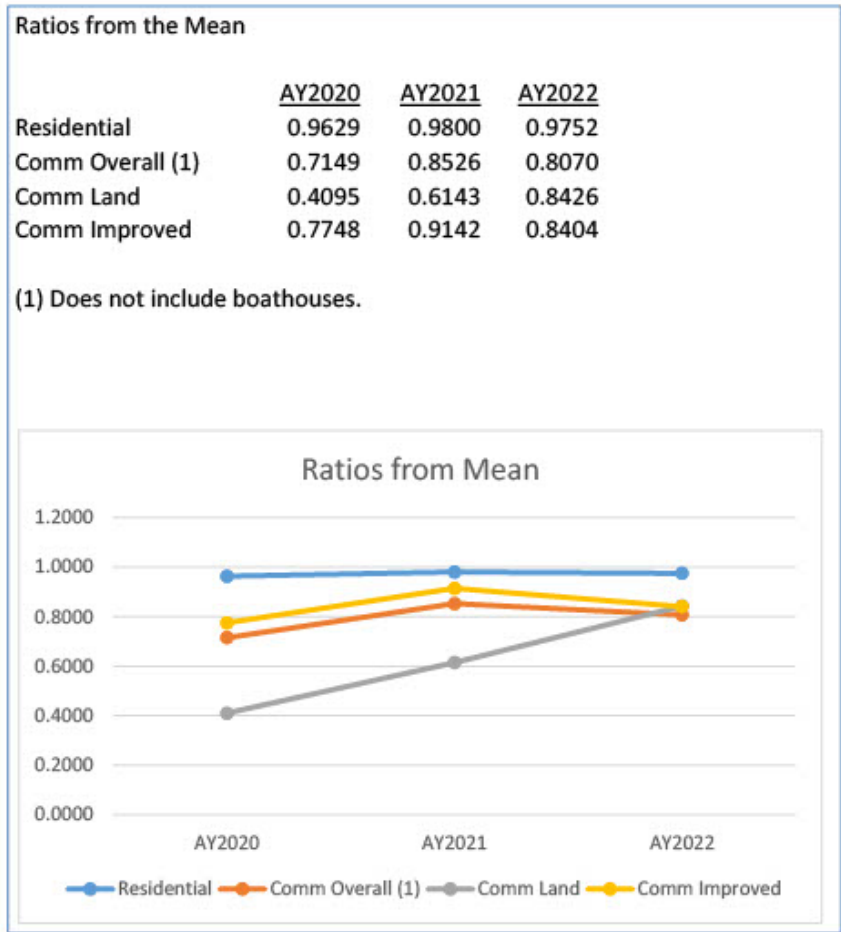 Ratios from the Mean
AY2020 AY2021 AY2022
Residential 0.9629 0.9800 0.9752
Comm Overall (1) 0.7149 0.8526 0.8070
Comm Land 0.4095 0.6143 0.8426
Comm Improved 0.7748 0.9142 0.8404
(1) Does not include boathouses.
Ratios from Mean
1.2000
1.0000
0.8000
0.6000
0.4000
0.2000
0.0000
AY2020 AY2021 AY2022
Residential Comm Overall (1) Comm Land Comm Improved